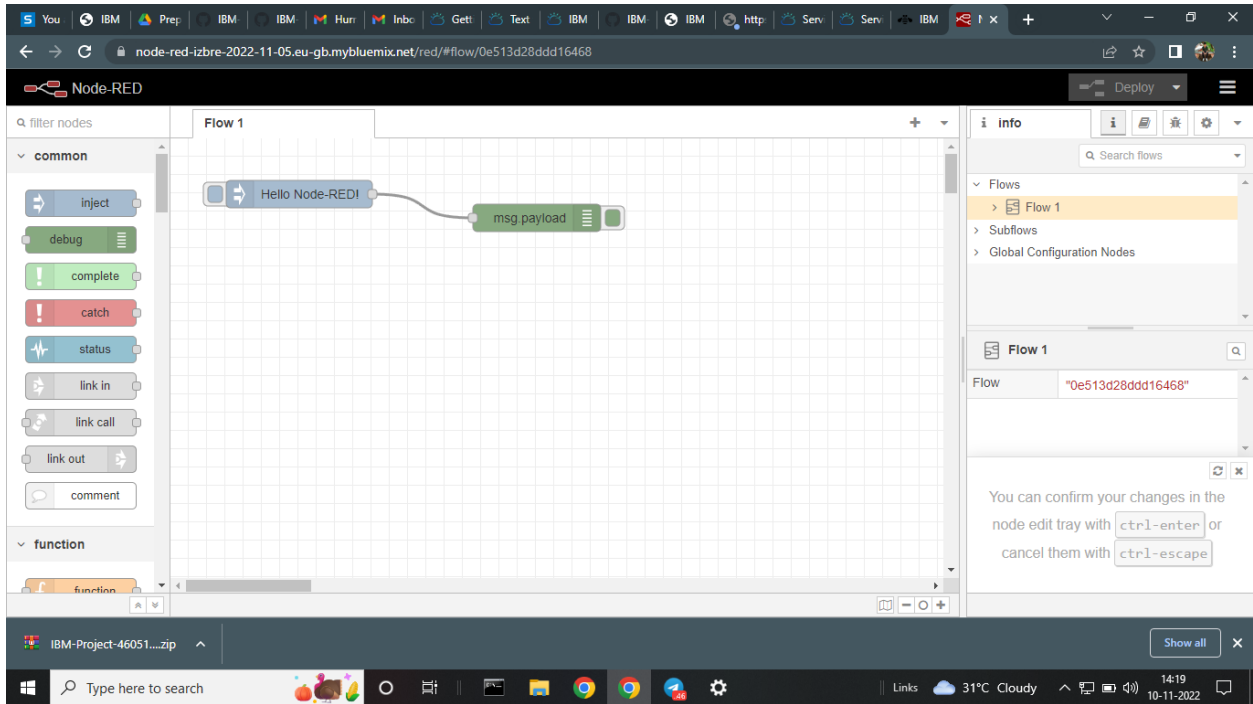 You
IBM
Prep
IBM-
IBM-
Hum
Inbo
Gett
Text
IBM
IBM-
IBM
http:
Serv
Serv
IBM
node-red-izbre-2022-11-05.eu-gb.mybluemix.net/red/#flow/0e513d28ddd16468
Node-RED
Deploy
filter nodes
common
inject
debug
complete
catch
status
link in
link call
link out
comment
function
function
Flow 1
Hello Node-RED!
msg.payload
i info
Search flows
Flows
Flow 1
Subflows
Global Configuration Nodes
Flow 1
Flow "0e513d28ddd16468"
You can confirm your changes in the
node edit tray with ctrl-enter or
cancel them with ctrl-escape
IBM-Project-46051....zip
Show all
Type here to search
46
Links
31°C Cloudy
14:19
10-11-2022